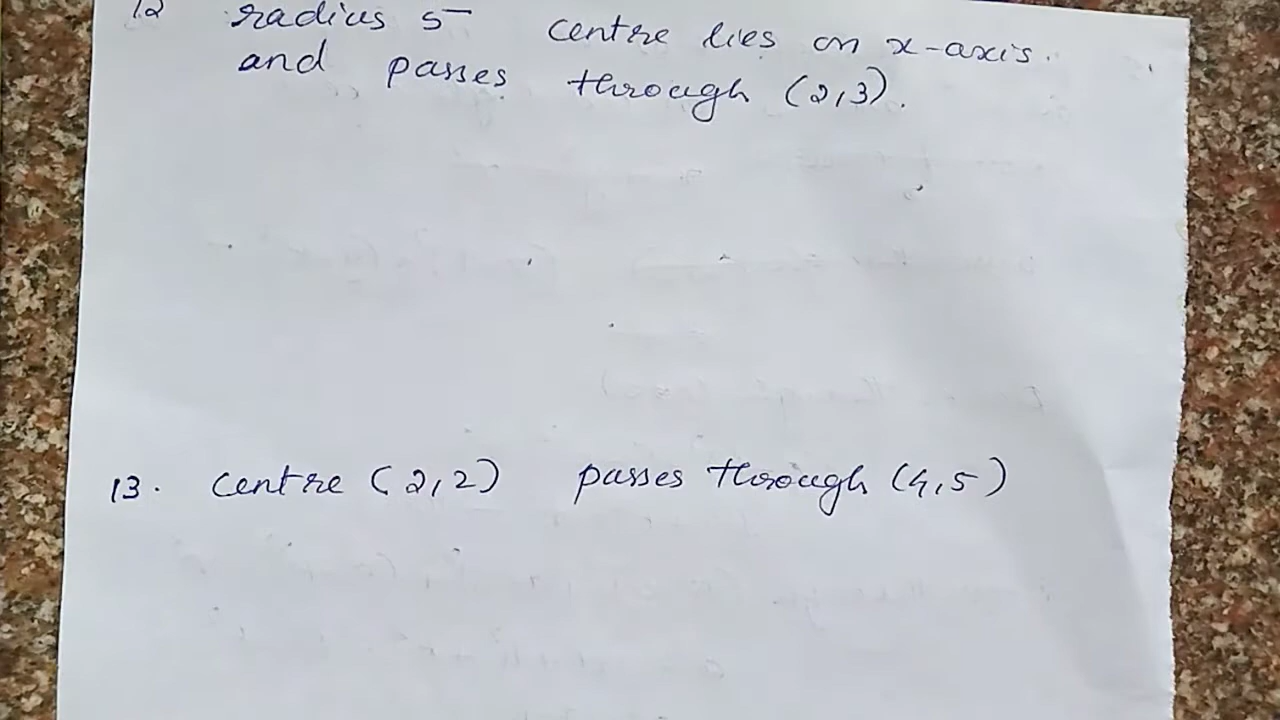 12 radius 5 centre lies on x-axis.
and passes through (2,3).
13. centre (2,2) passes through (4,5)